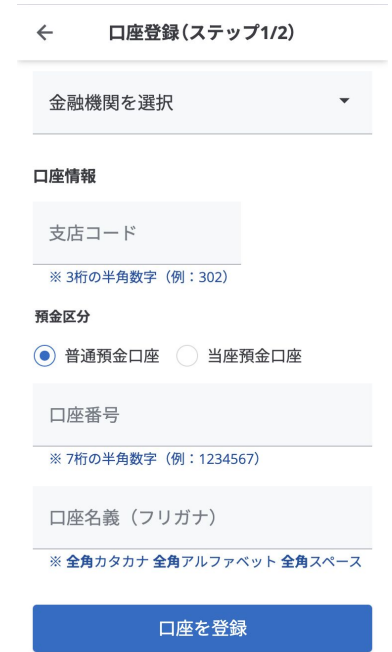 口座登録(ステップ1/2)
金融機関を選択
口座情報
支店コード
※ 3桁の半角数字（例：302）
預金区分
普通預金口座 当座預金口座
口座番号
※ 7桁の半角数字（例：1234567）
口座名義（フリガナ）
※ 全角カタカナ 全角アルファベット 全角スペース
口座を登録